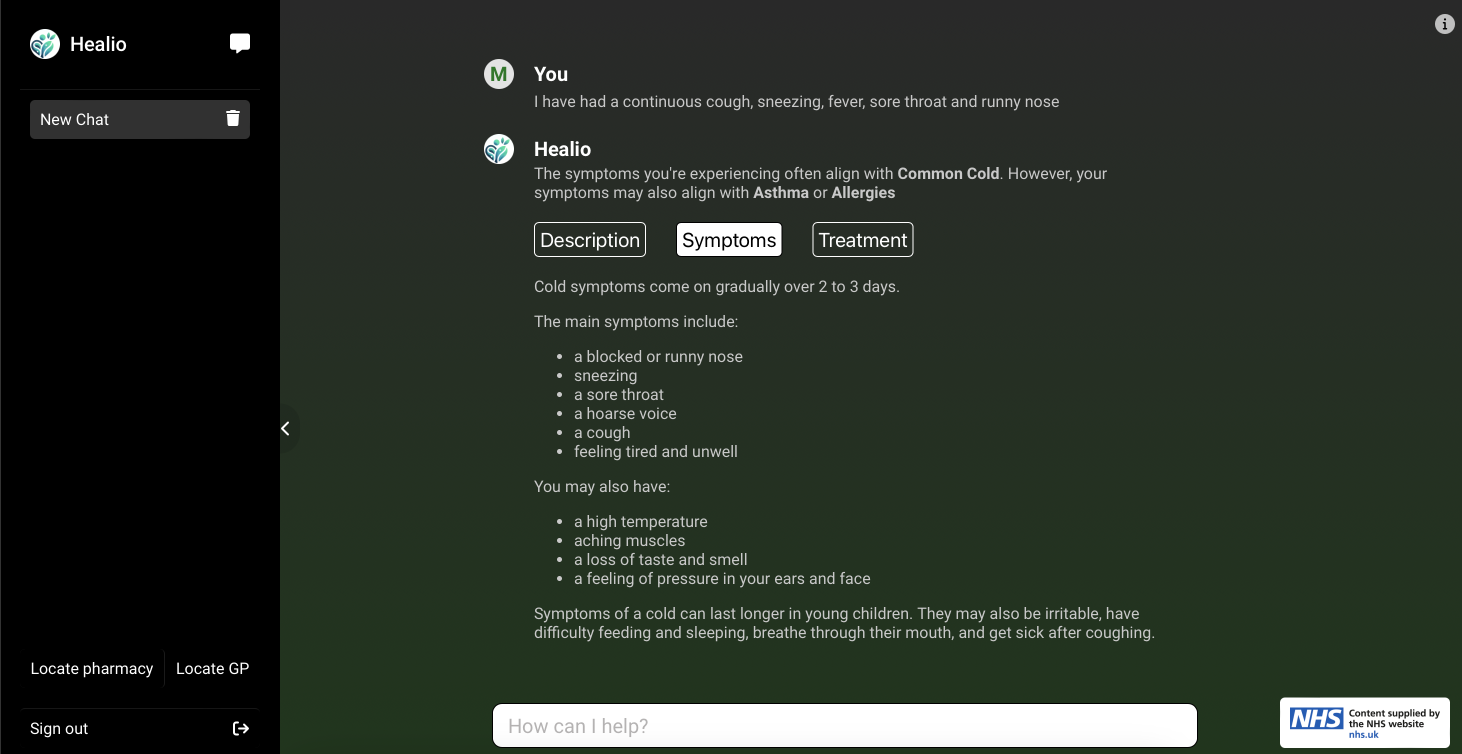 Healio
New Chat
Locate pharmacy
Locate GP
Sign out
M
You
I have had a continuous cough, sneezing, fever, sore throat and runny nose
Healio
The symptoms you're experiencing often align with Common Cold. However, your
symptoms may also align with Asthma or Allergies
Description
Symptoms
Treatment
Cold symptoms come on gradually over 2 to 3 days.
The main symptoms include:
• a blocked or runny nose
• sneezing
• a sore throat
• a hoarse voice
• a cough
• feeling tired and unwell
You may also have:
• a high temperature
• aching muscles
• a loss of taste and smell
• a feeling of pressure in your ears and face
Symptoms of a cold can last longer in young children. They may also be irritable, have
difficulty feeding and sleeping, breathe through their mouth, and get sick after coughing.
How can I help?
i
NHS
Content supplied by
the NHS website
nhs.uk